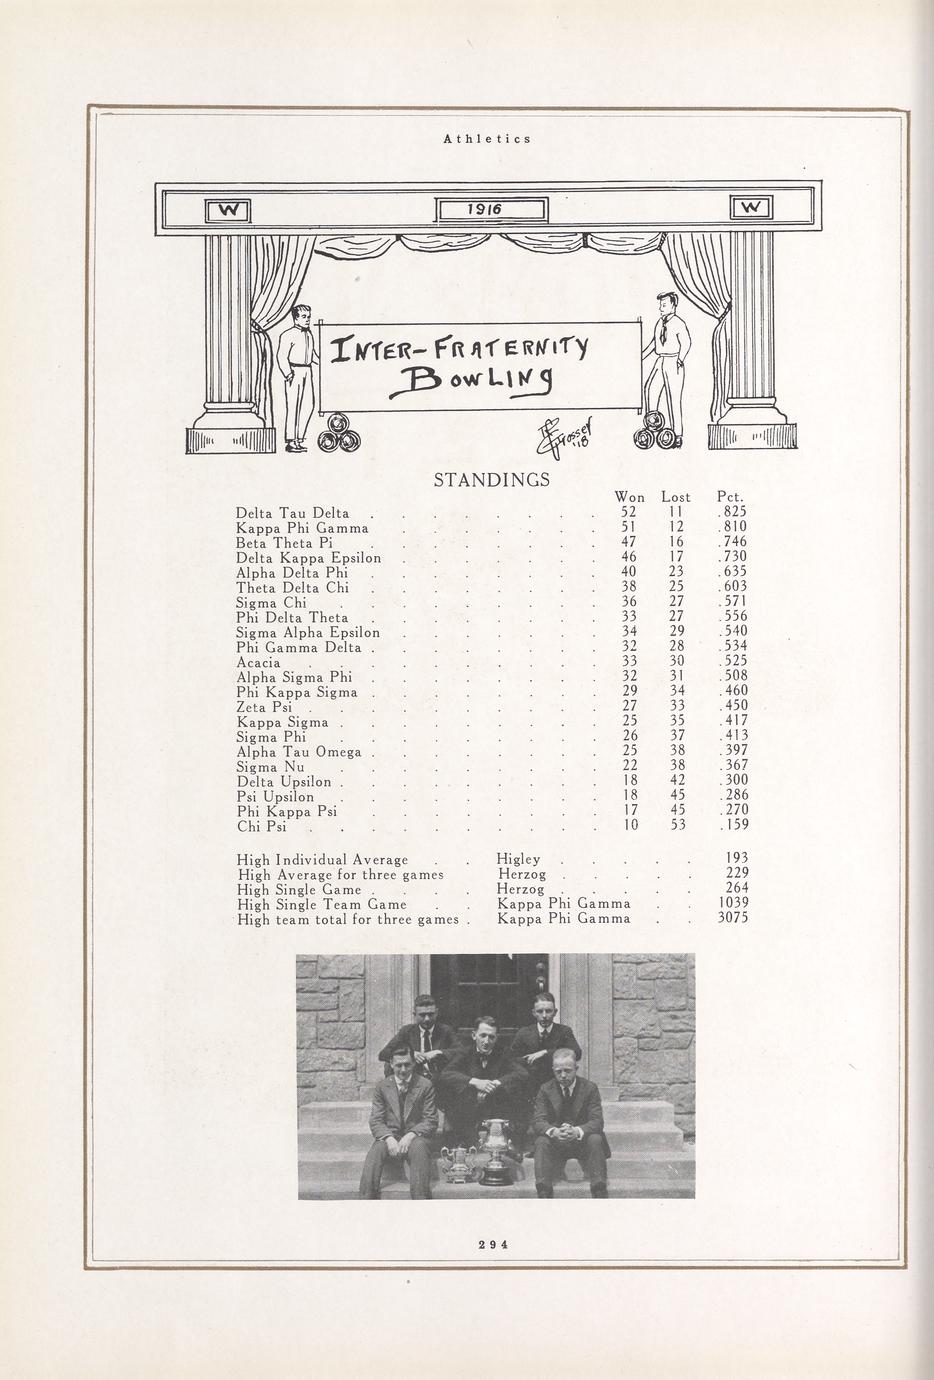 Athletics
W 1916 W
INTER-FRATERNITY
BOWLING
Gosser
'18
STANDINGS
Won Lost Pct.
Delta Tau Delta . . . . . . . . 52 11 .825
Kappa Phi Gamma . . . . . . . 51 12 .810
Beta Theta Pi . . . . . . . . 47 16 .746
Delta Kappa Epsilon . . . . . . . 46 17 .730
Alpha Delta Phi . . . . . . . . 40 23 .635
Theta Delta Chi . . . . . . . . 38 25 .603
Sigma Chi . . . . . . . . . 36 27 .571
Phi Delta Theta . . . . . . . . 33 27 .556
Sigma Alpha Epsilon . . . . . . . 34 29 .540
Phi Gamma Delta . . . . . . . . 32 28 .534
Acacia . . . . . . . . . . 33 30 .525
Alpha Sigma Phi . . . . . . . . 32 31 .508
Phi Kappa Sigma . . . . . . . . 29 34 .460
Zeta Psi . . . . . . . . . . 27 33 .450
Kappa Sigma . . . . . . . . . 25 35 .417
Sigma Phi . . . . . . . . . 26 37 .413
Alpha Tau Omega . . . . . . . . 25 38 .397
Sigma Nu . . . . . . . . . 22 38 .367
Delta Upsilon . . . . . . . . . 18 42 .300
Psi Upsilon . . . . . . . . . 18 45 .286
Phi Kappa Psi . . . . . . . . 17 45 .270
Chi Psi . . . . . . . . . . 10 53 .159
High Individual Average . . Higley . . . . . 193
High Average for three games Herzog . . . . . 229
High Single Game . . . . Herzog . . . . . 264
High Single Team Game . . Kappa Phi Gamma . . 1039
High team total for three games . Kappa Phi Gamma . . 3075
294